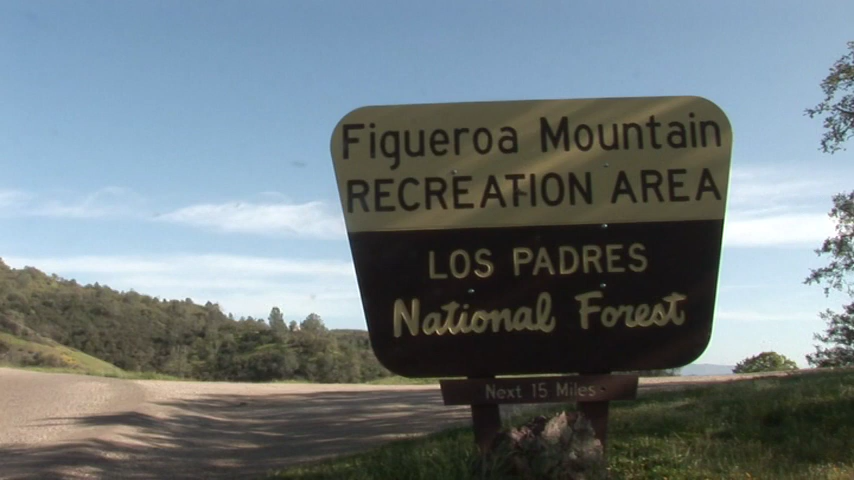 Figueroa Mountain
RECREATION AREA
LOS PADRES
National Forest
Next 15 Miles